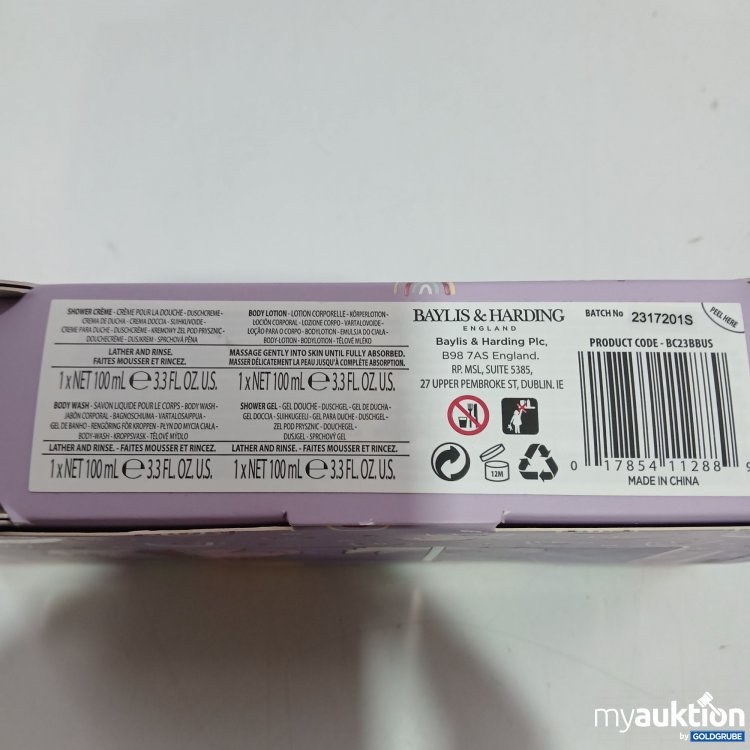 SHOWER CRÈME - CRÈME POUR LA DOUCHE - DUSCHCREME -
CREMA DE DUCHA - CREMA DOCCIA - SUIHKUVOIDE -
CREME PARA DUCHE - DUSCHCRÈME - KREMOWY ŻEL POD PRYSZNIC -
DOUCHECRÈME - DUSJKREM - SPRCHOVÁ PĚNA
LATHER AND RINSE.
FAITES MOUSSER ET RINCEZ.
1 x NET 100 mL e 3.3 FL. OZ. U.S.
BODY LOTION - LOTION CORPORELLE - KÖRPERLOTION -
LOCIÓN CORPORAL - LOZIONE CORPO - VARTALOVOIDE -
LOÇÃO PARA O CORPO - BODYLOTION - EMULSJA DO CIAŁA -
BODYLOTION - BODYLOTION - TĚLOVÉ MLÉKO
MASSAGE GENTLY INTO SKIN UNTIL FULLY ABSORBED.
MASSER DÉLICATEMENT LA PEAU JUSQU'À COMPLÈTE ABSORPTION.
1 x NET 100 mL e 3.3 FL. OZ. U.S.
BODY WASH - SAVON LIQUIDE POUR LE CORPS - BODY WASH -
JABÓN CORPORAL - BAGNOSCHIUMA - VARTALOSAIPPUA -
GEL DE BANHO - RENGÖRING FÖR KROPPEN - PŁYN DO MYCIA CIAŁA -
BODY-WASH - KROPPSVASK - TĚLOVÉ MÝDLO
LATHER AND RINSE. - FAITES MOUSSER ET RINCEZ.
1 x NET 100 mL e 3.3 FL. OZ. U.S.
SHOWER GEL - GEL DOUCHE - DUSCHGEL - GEL DE DUCHA -
GEL DOCCIA - SUIHKUGEELI - GEL PARA DUCHE - DUSCHGEL -
ŻEL POD PRYSZNIC - DOUCHEGEL -
DUSJGEL - SPRCHOVÝ GEL
LATHER AND RINSE. - FAITES MOUSSER ET RINCEZ.
1 x NET 100 mL e 3.3 FL. OZ. U.S.
BAYLIS & HARDING
ENGLAND
Baylis & Harding Plc,
B98 7AS England.
RP. MSL, SUITE 5385,
27 UPPER PEMBROKE ST, DUBLIN. IE
12M
BATCH No 2317201S
PEEL HERE
PRODUCT CODE - BC23BBUS
0 17854 11288 9
MADE IN CHINA
myauktion
by GOLDGRUBE